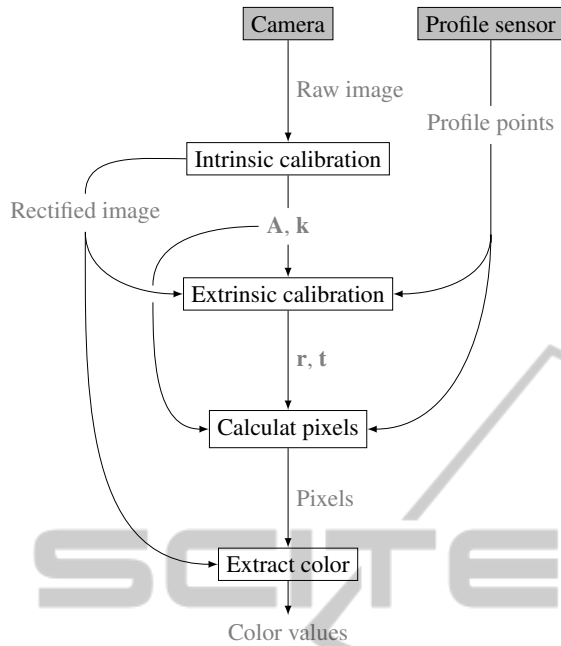 Camera
Profile sensor
Raw image
Profile points
Intrinsic calibration
Rectified image
A, k
Extrinsic calibration
r, t
Calculat pixels
Pixels
SCITE
Extract color
Color values